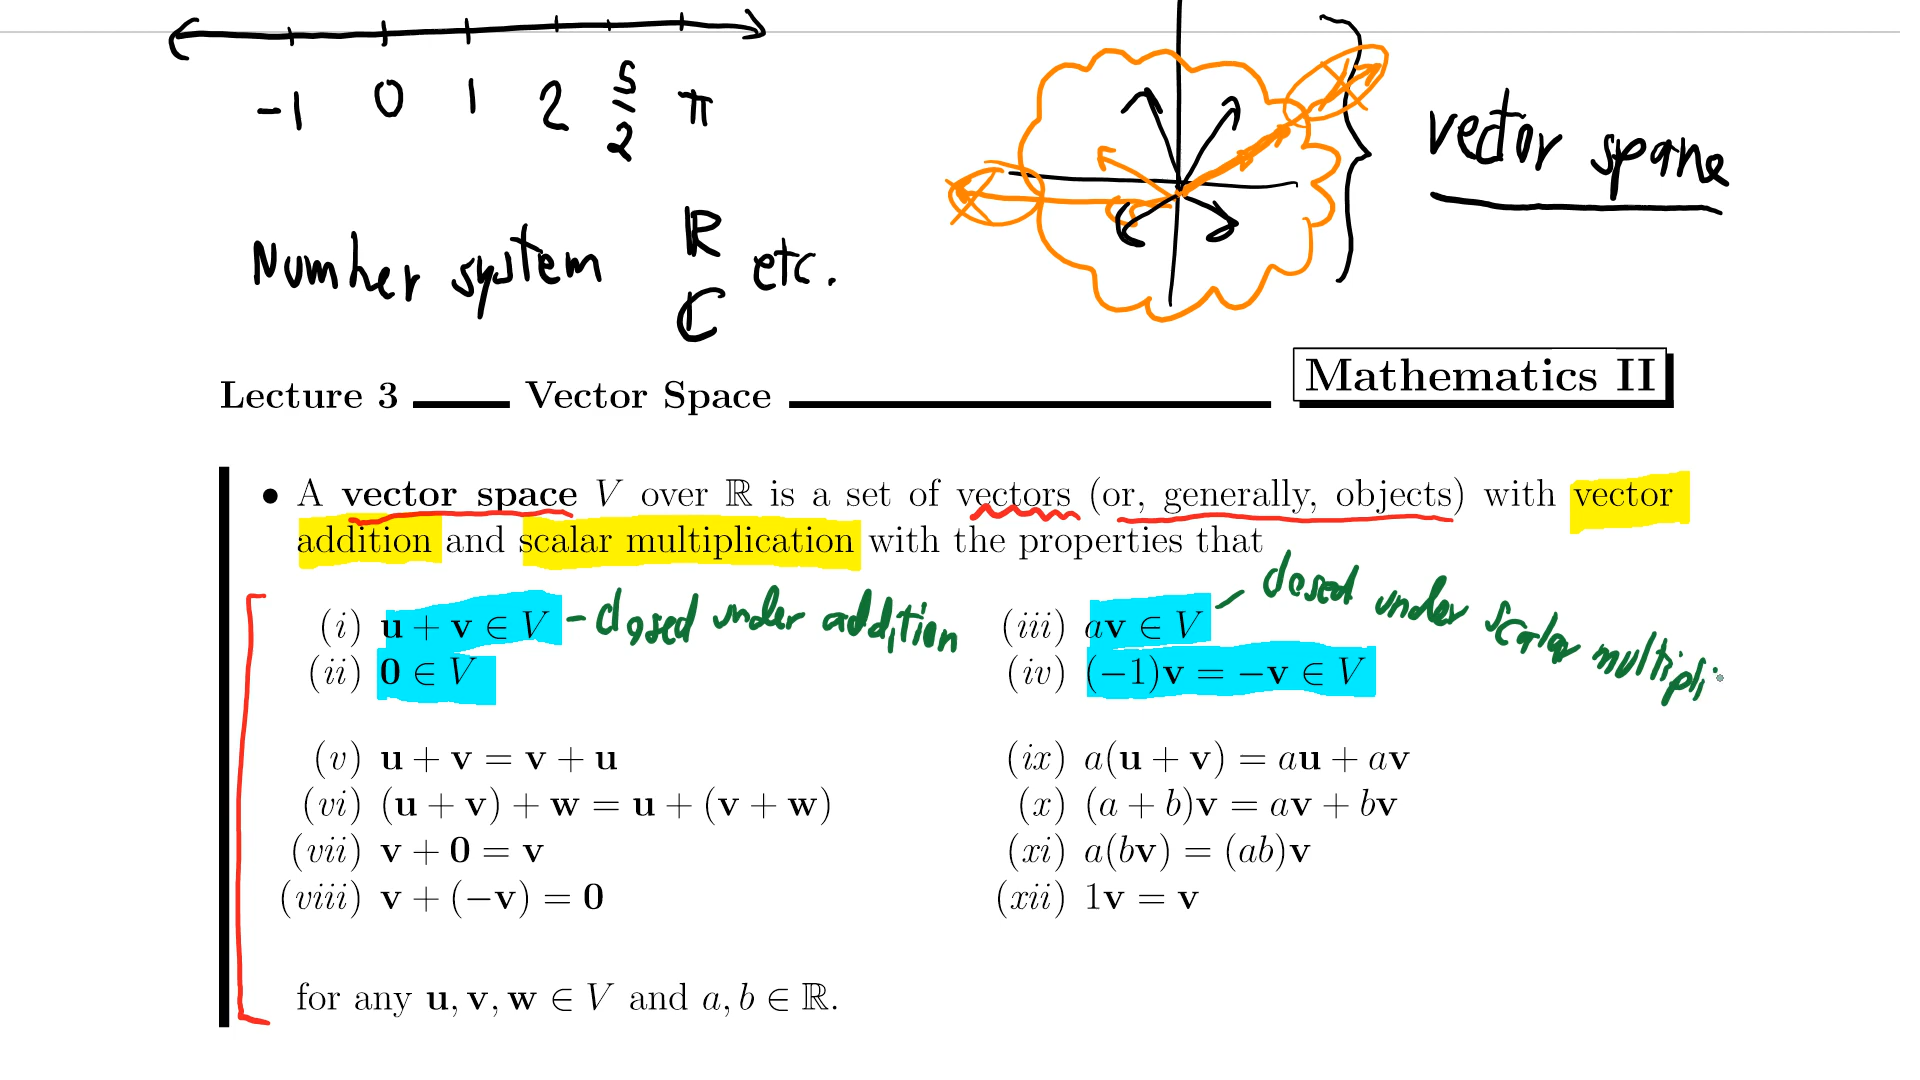 -1 0 1 2 5/2 π
vector space
Number system ℝ ℂ etc.
Lecture 3 Vector Space Mathematics II
• A vector space V over ℝ is a set of vectors (or, generally, objects) with vector
addition and scalar multiplication with the properties that
(i) u + v ∈ V - closed under addition
(iii) av ∈ V - closed under scalar multipli
(ii) 0 ∈ V
(iv) (−1)v = −v ∈ V
(v) u + v = v + u
(ix) a(u + v) = au + av
(vi) (u + v) + w = u + (v + w)
(x) (a + b)v = av + bv
(vii) v + 0 = v
(xi) a(bv) = (ab)v
(viii) v + (−v) = 0
(xii) 1v = v
for any u, v, w ∈ V and a, b ∈ ℝ.